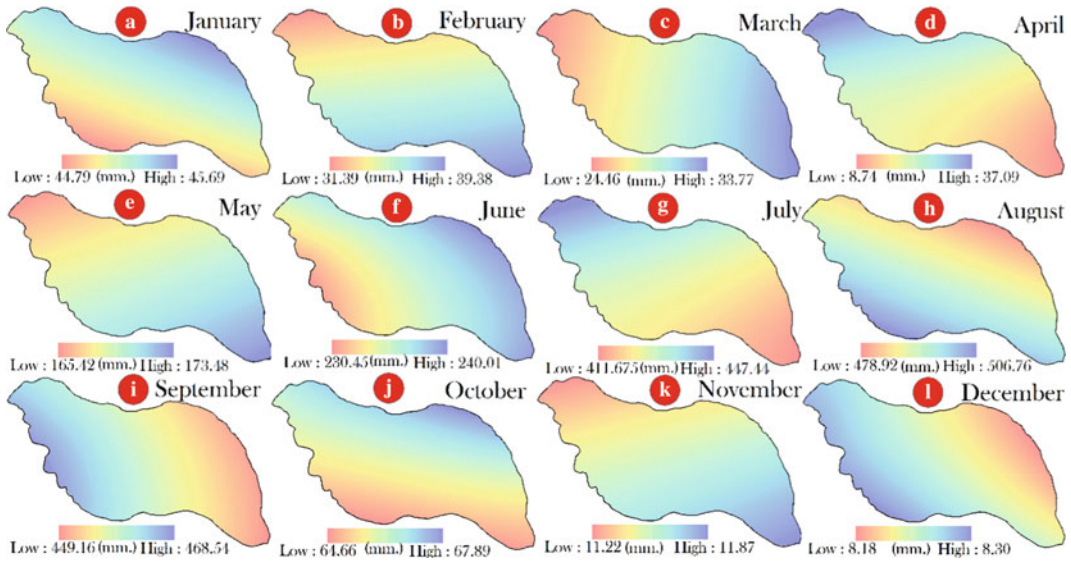 a January
Low : 44.79 (mm.) High : 45.69
b February
Low : 31.39 (mm.) High : 39.38
c March
Low : 24.46 (mm.) High : 33.77
d April
Low : 8.74 (mm.) High : 37.09
e May
Low : 165.42 (mm.) High : 173.48
f June
Low : 230.45 (mm.) High : 240.01
g July
Low : 411.675 (mm.) High : 447.44
h August
Low : 478.92 (mm.) High : 506.76
i September
Low : 449.16 (mm.) High : 468.54
j October
Low : 64.66 (mm.) High : 67.89
k November
Low : 11.22 (mm.) High : 11.87
l December
Low : 8.18 (mm.) High : 8.30